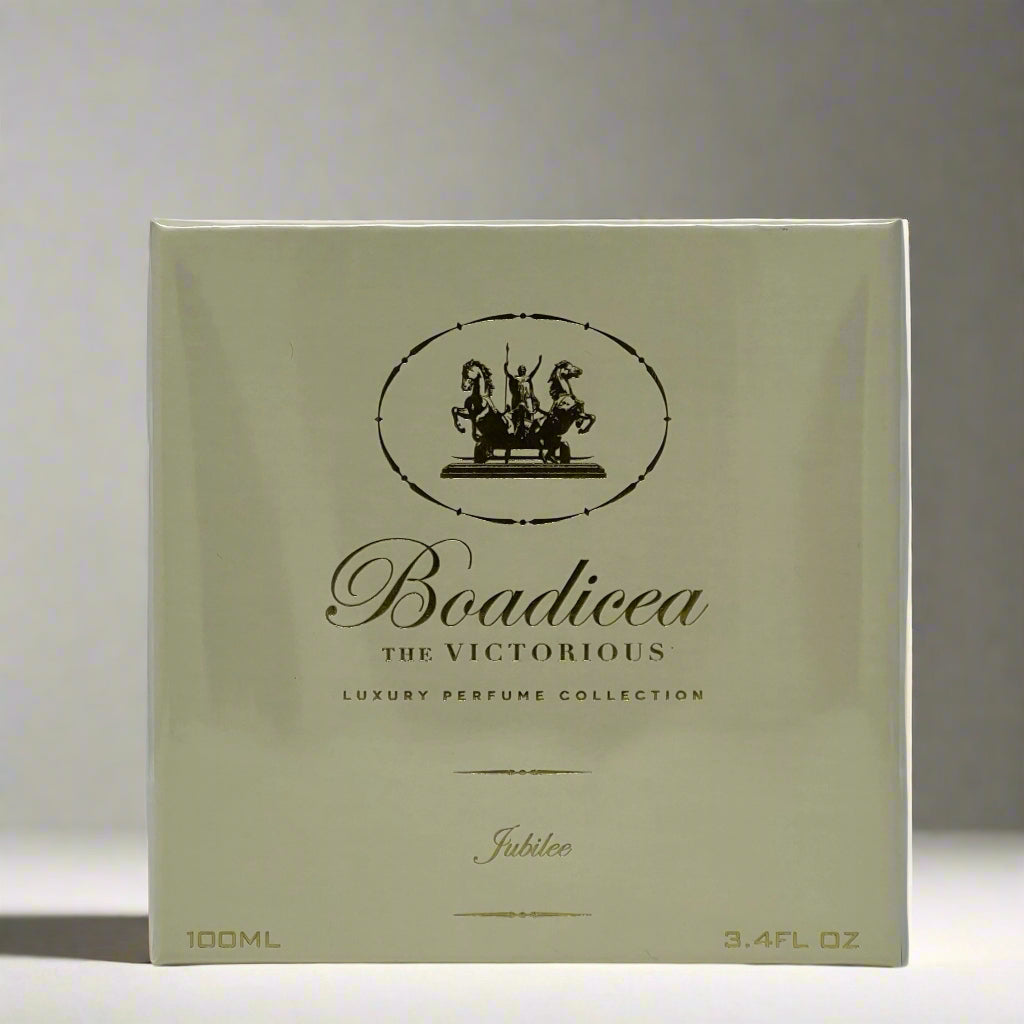 Boadicea
THE VICTORIOUS
LUXURY PERFUME COLLECTION
Jubilee
100ML
3.4FL OZ